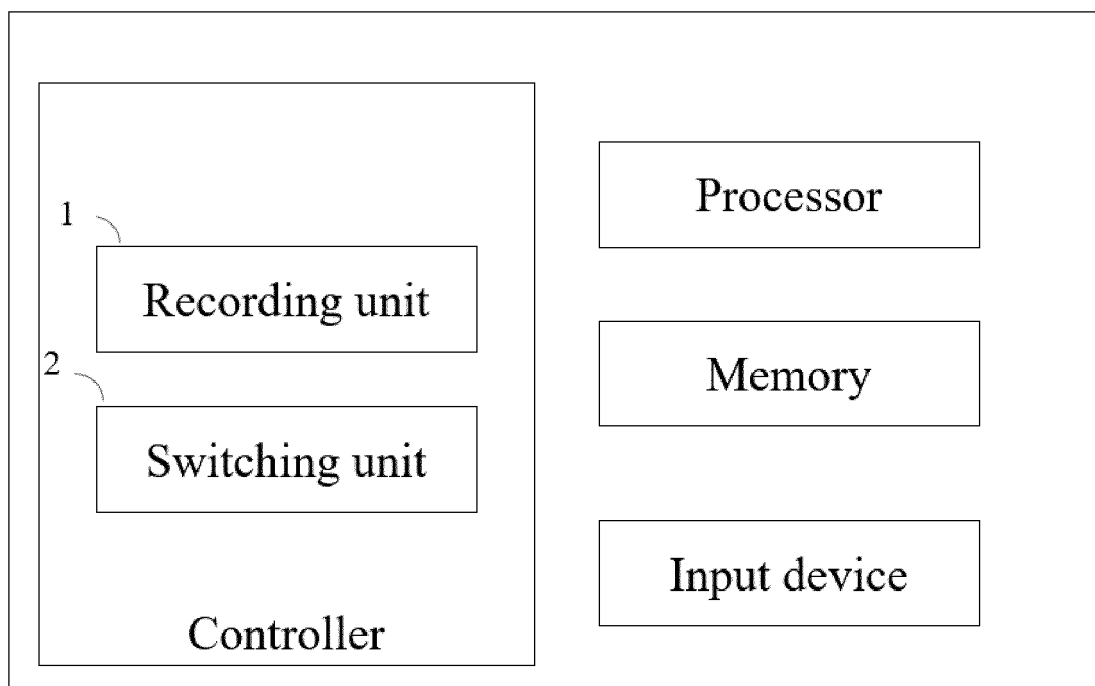 1
Recording unit
2
Switching unit
Controller
Processor
Memory
Input device